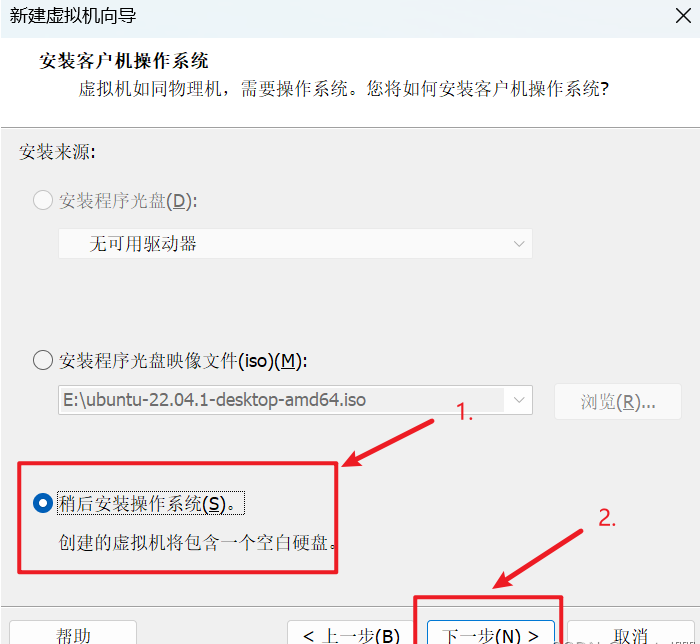 新建虚拟机向导
安装客户机操作系统
虚拟机如同物理机，需要操作系统。您将如何安装客户机操作系统?
安装来源:
安装程序光盘(D):
无可用驱动器
安装程序光盘映像文件(iso)(M):
E:\ubuntu-22.04.1-desktop-amd64.iso
浏览(R)...
1.
稍后安装操作系统(S)。
创建的虚拟机将包含一个空白硬盘。
2.
帮助
< 上一步(B)
下一步(N) >
取消